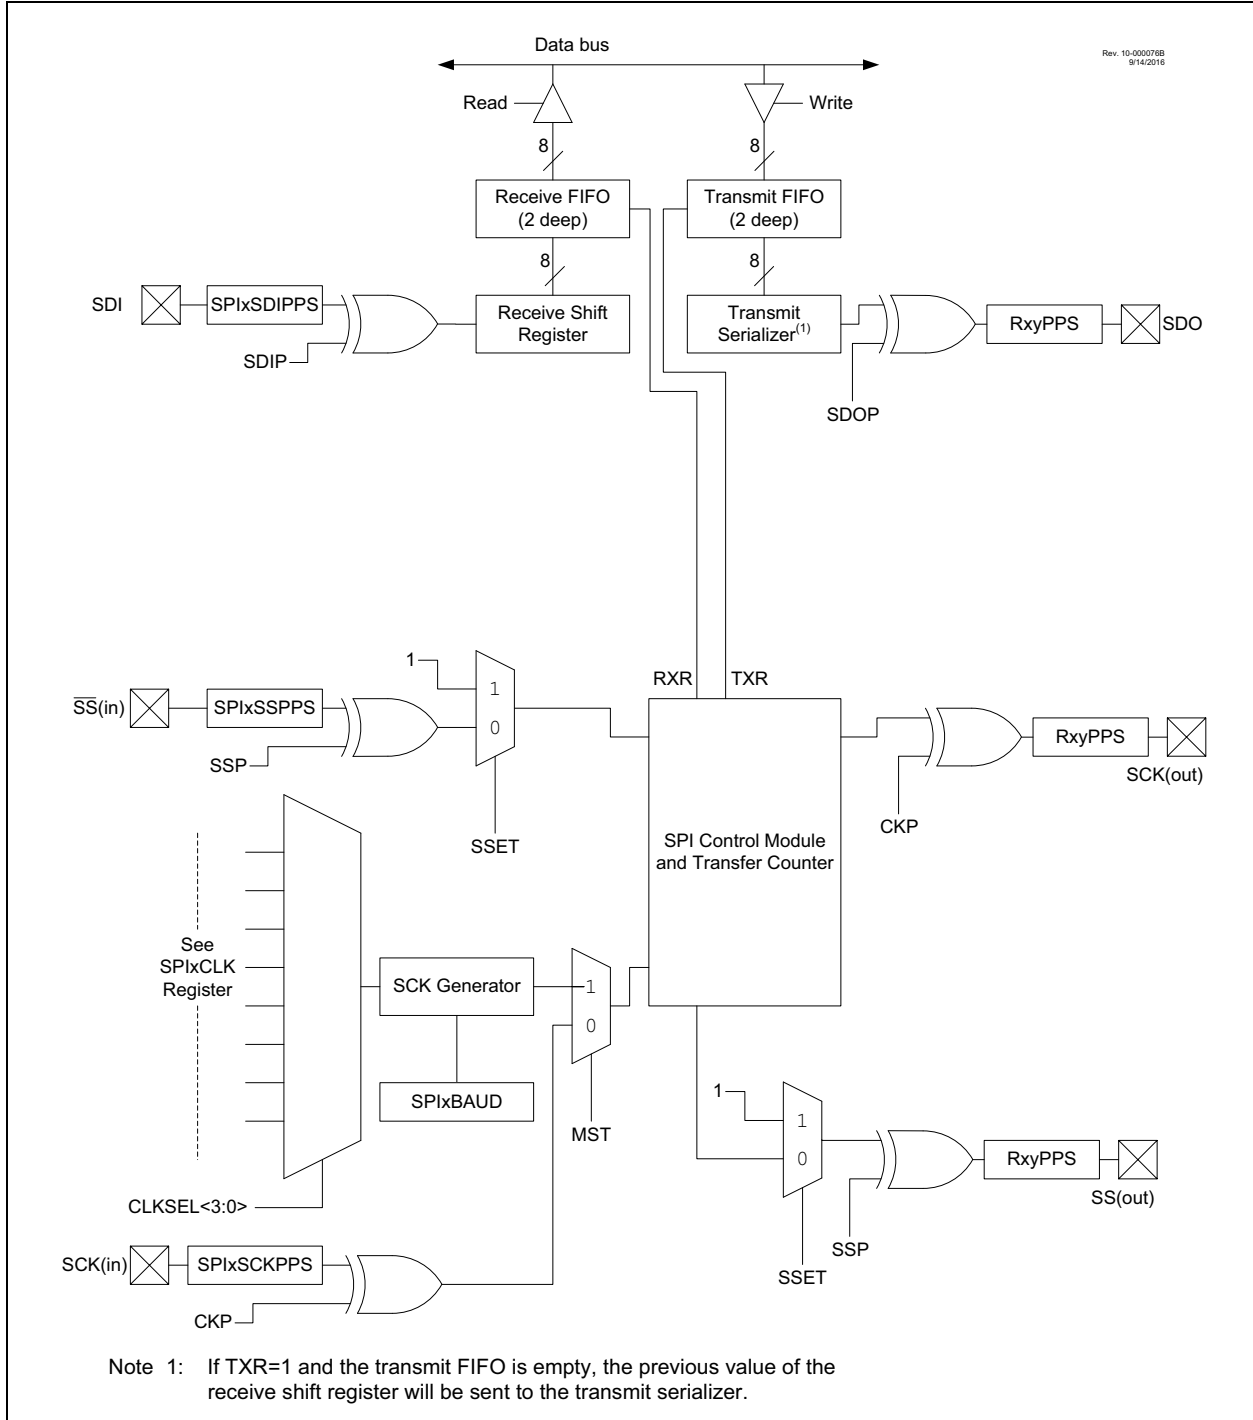 Data bus
Rev. 10-000076B
9/14/2016
Read
Write
8
8
Receive FIFO
(2 deep)
Transmit FIFO
(2 deep)
8
8
SDI
SPIxSDIPPS
SDIP
Receive Shift
Register
Transmit
Serializer(1)
SDOP
RxyPPS
SDO
RXR
TXR
SS(in)
SPIxSSPPS
SSP
1
1
0
SSET
SPI Control Module
and Transfer Counter
CKP
RxyPPS
SCK(out)
See
SPIxCLK
Register
SCK Generator
SPIxBAUD
1
0
MST
CLKSEL<3:0>
1
1
0
SSET
SSP
RxyPPS
SS(out)
SCK(in)
SPIxSCKPPS
CKP
Note 1: If TXR=1 and the transmit FIFO is empty, the previous value of the
receive shift register will be sent to the transmit serializer.